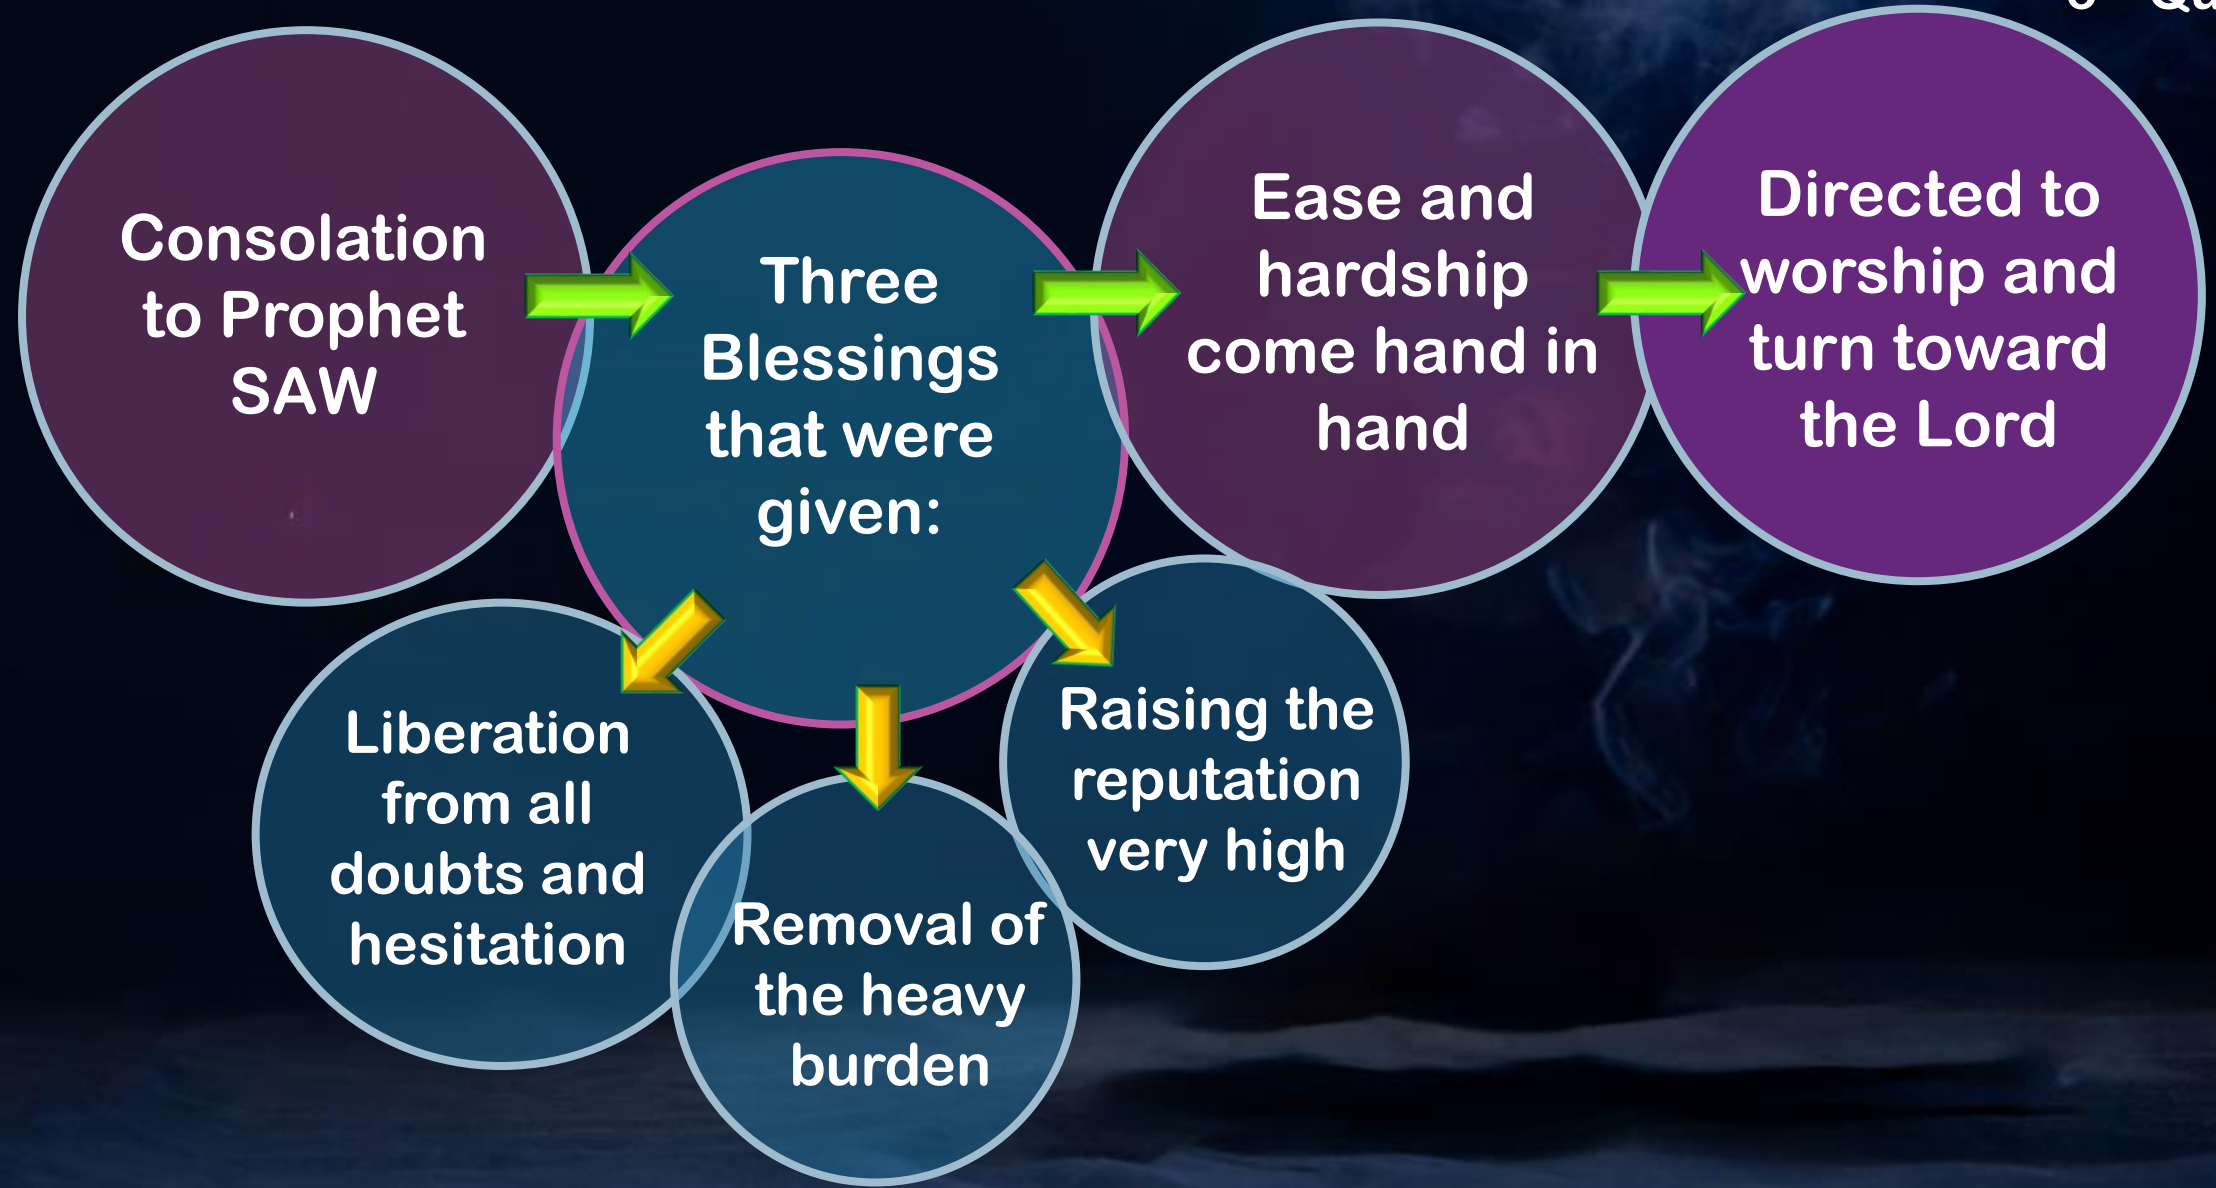 Consolation
to Prophet
SAW
Three
Blessings
that were
given:
Ease and
hardship
come hand in
hand
Directed to
worship and
turn toward
the Lord
Liberation
from all
doubts and
hesitation
Removal of
the heavy
burden
Raising the
reputation
very high